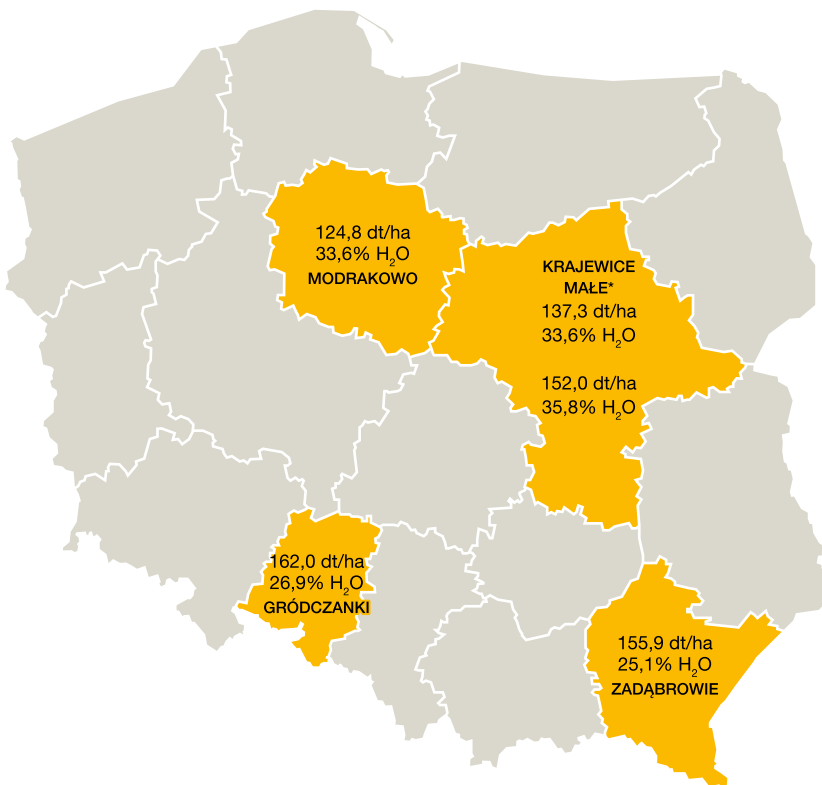 124,8 dt/ha
33,6% H₂O
MODRAKOWO
KRAJEWICE
MAŁE*
137,3 dt/ha
33,6% H₂O
152,0 dt/ha
35,8% H₂O
162,0 dt/ha
26,9% H₂O
GRÓDCZANKI
155,9 dt/ha
25,1% H₂O
ZADĄBROWIE